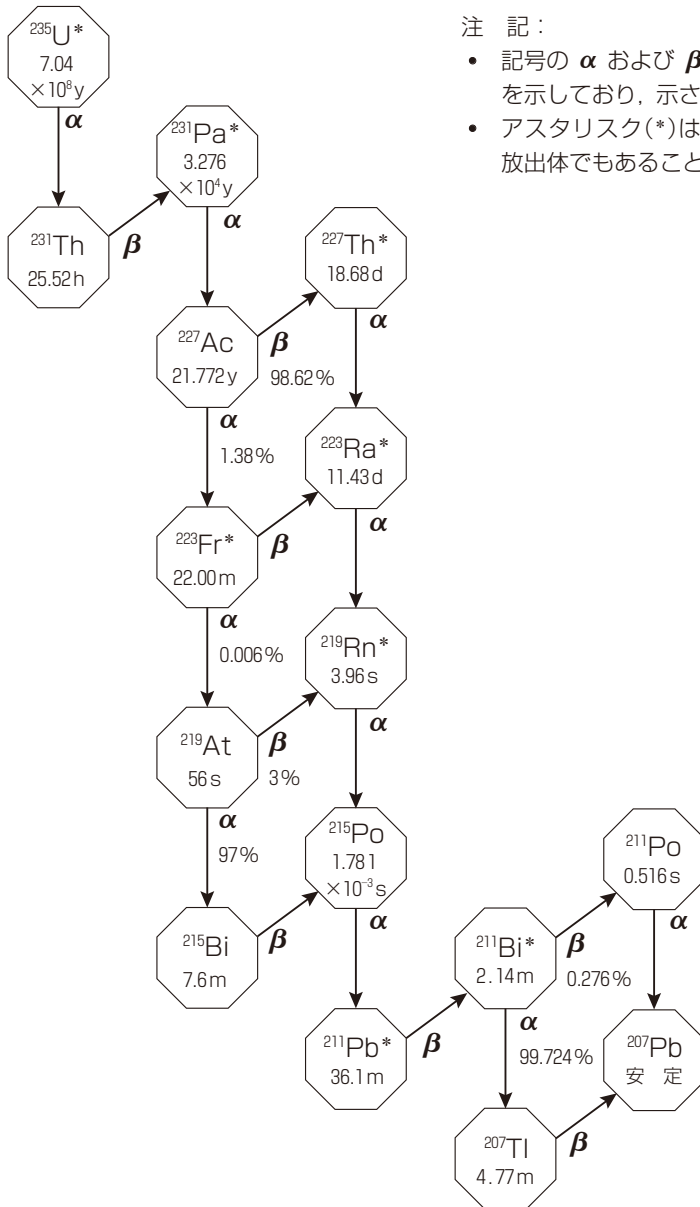 注 記：
• 記号の α および β
を示しており，示さ
• アスタリスク(*)は
放出体でもあること
²³⁵U*
7.04
×10⁸y
α
²³¹Th
25.52h
β
²³¹Pa*
3.276
×10⁴y
α
²²⁷Ac
21.772y
β
98.62%
α
1.38%
²²⁷Th*
18.68d
α
²²³Ra*
11.43d
α
²²³Fr*
22.00m
β
α
0.006%
²¹⁹Rn*
3.96s
α
²¹⁹At
56s
β
3%
α
97%
²¹⁵Po
1.781
×10⁻³s
α
²¹⁵Bi
7.6m
β
²¹¹Pb*
36.1m
β
²¹¹Bi*
2.14m
β
0.276%
α
99.724%
²¹¹Po
0.516s
α
²⁰⁷Pb
安 定
²⁰⁷Tl
4.77m
β